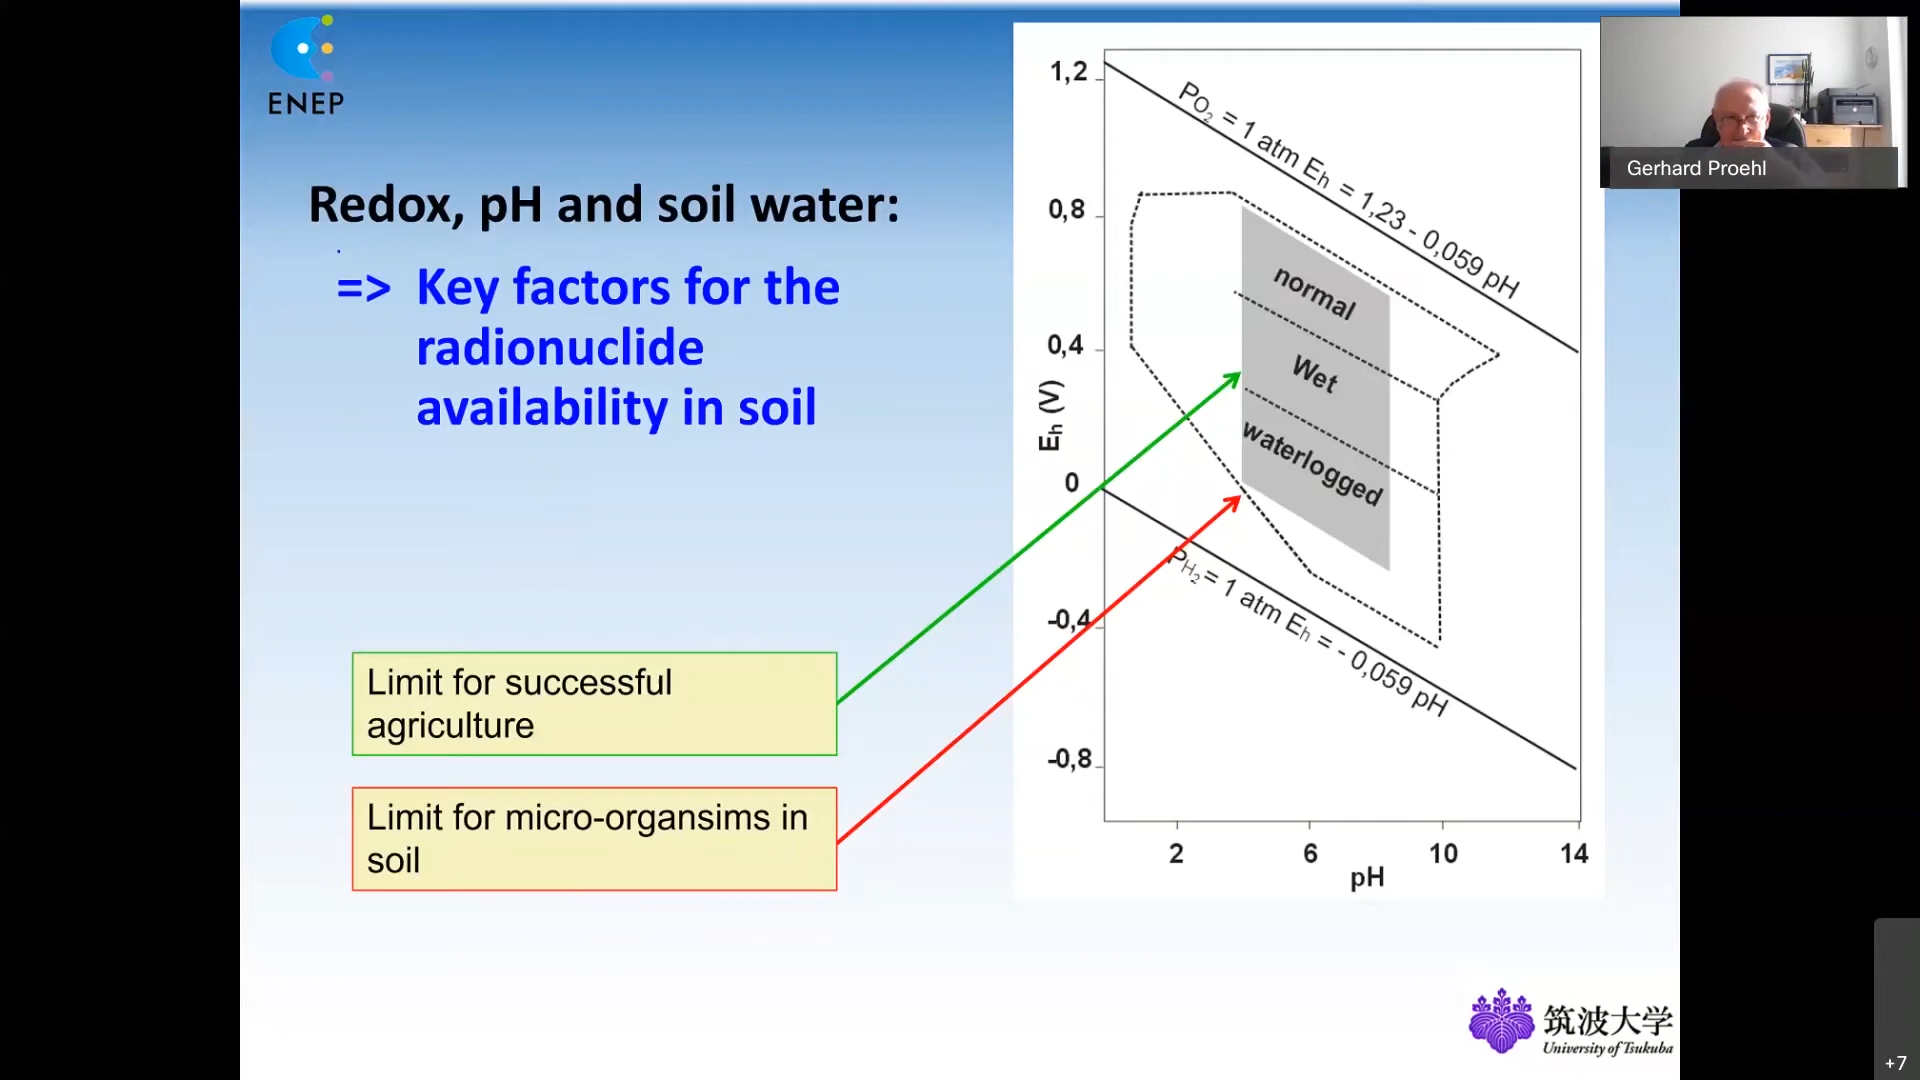 ENEP
Redox, pH and soil water:
=> Key factors for the
radionuclide
availability in soil
Limit for successful
agriculture
Limit for micro-organsims in
soil
1,2
0,8
0,4
0
-0,4
-0,8
Eh (V)
PO2 = 1 atm Eh = 1,23 - 0,059 pH
normal
Wet
waterlogged
PH2 = 1 atm Eh = - 0,059 pH
2 6 10 14
pH
Gerhard Proehl
筑波大学
University of Tsukuba
+7